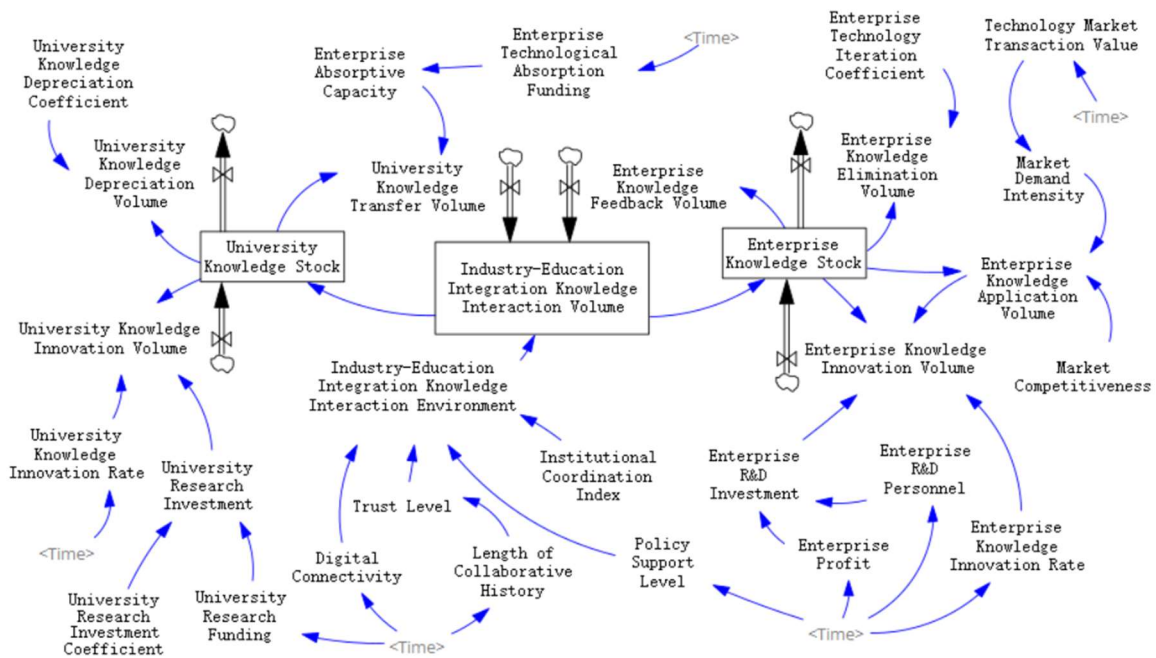 University
Knowledge
Depreciation
Coefficient
Enterprise
Absorptive
Capacity
Enterprise
Technological
Absorption
Funding
<Time>
Enterprise
Technology
Iteration
Coefficient
Technology Market
Transaction Value
<Time>
University
Knowledge
Depreciation
Volume
University
Knowledge
Transfer Volume
Enterprise
Knowledge
Feedback Volume
Enterprise
Knowledge
Elimination
Volume
Market
Demand
Intensity
University
Knowledge Stock
Industry-Education
Integration Knowledge
Interaction Volume
Enterprise
Knowledge Stock
Enterprise
Knowledge
Application
Volume
University Knowledge
Innovation Volume
Industry-Education
Integration Knowledge
Interaction Environment
Enterprise Knowledge
Innovation Volume
Market
Competitiveness
University
Knowledge
Innovation Rate
University
Research
Investment
Trust Level
Institutional
Coordination
Index
Enterprise
R&D
Investment
Enterprise
R&D
Personnel
<Time>
Digital
Connectivity
Length of
Collaborative
History
Policy
Support
Level
Enterprise
Profit
Enterprise
Knowledge
Innovation Rate
University
Research
Investment
Coefficient
University
Research
Funding
<Time>
<Time>